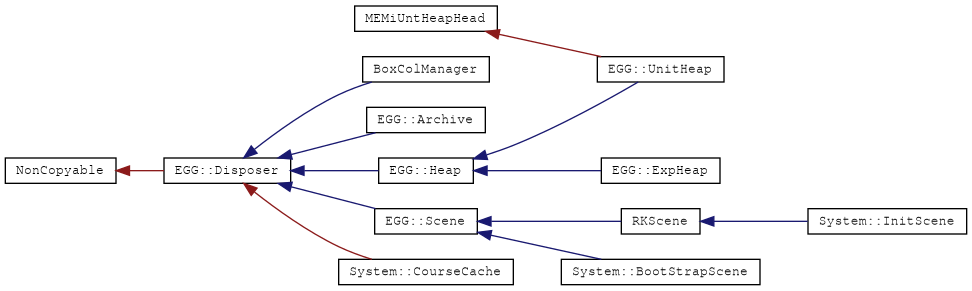 MEMiUntHeapHead
BoxColManager
EGG::UnitHeap
EGG::Archive
NonCopyable
EGG::Disposer
EGG::Heap
EGG::ExpHeap
EGG::Scene
RKScene
System::InitScene
System::CourseCache
System::BootStrapScene